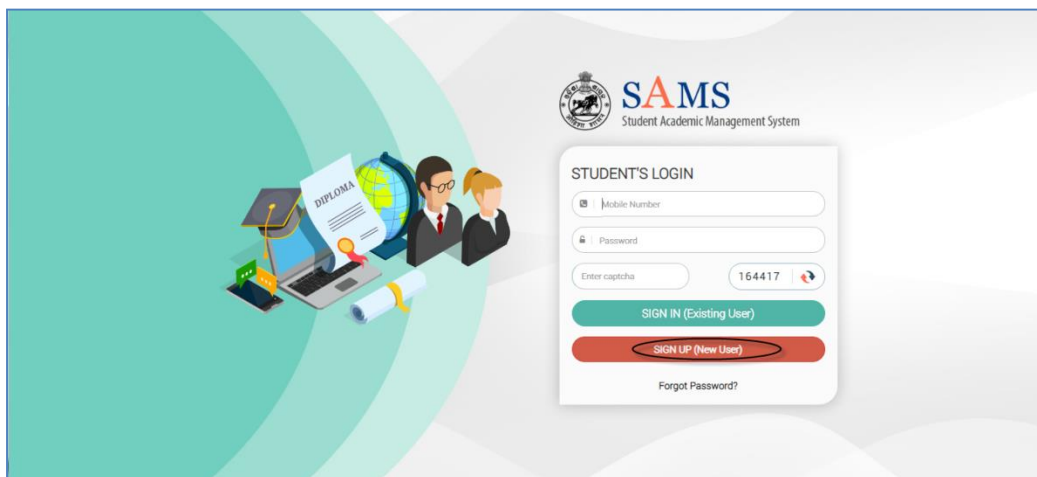 SAMS
Student Academic Management System
DIPLOMA
STUDENT'S LOGIN
Mobile Number
Password
Enter captcha
164417
SIGN IN (Existing User)
SIGN UP (New User)
Forgot Password?